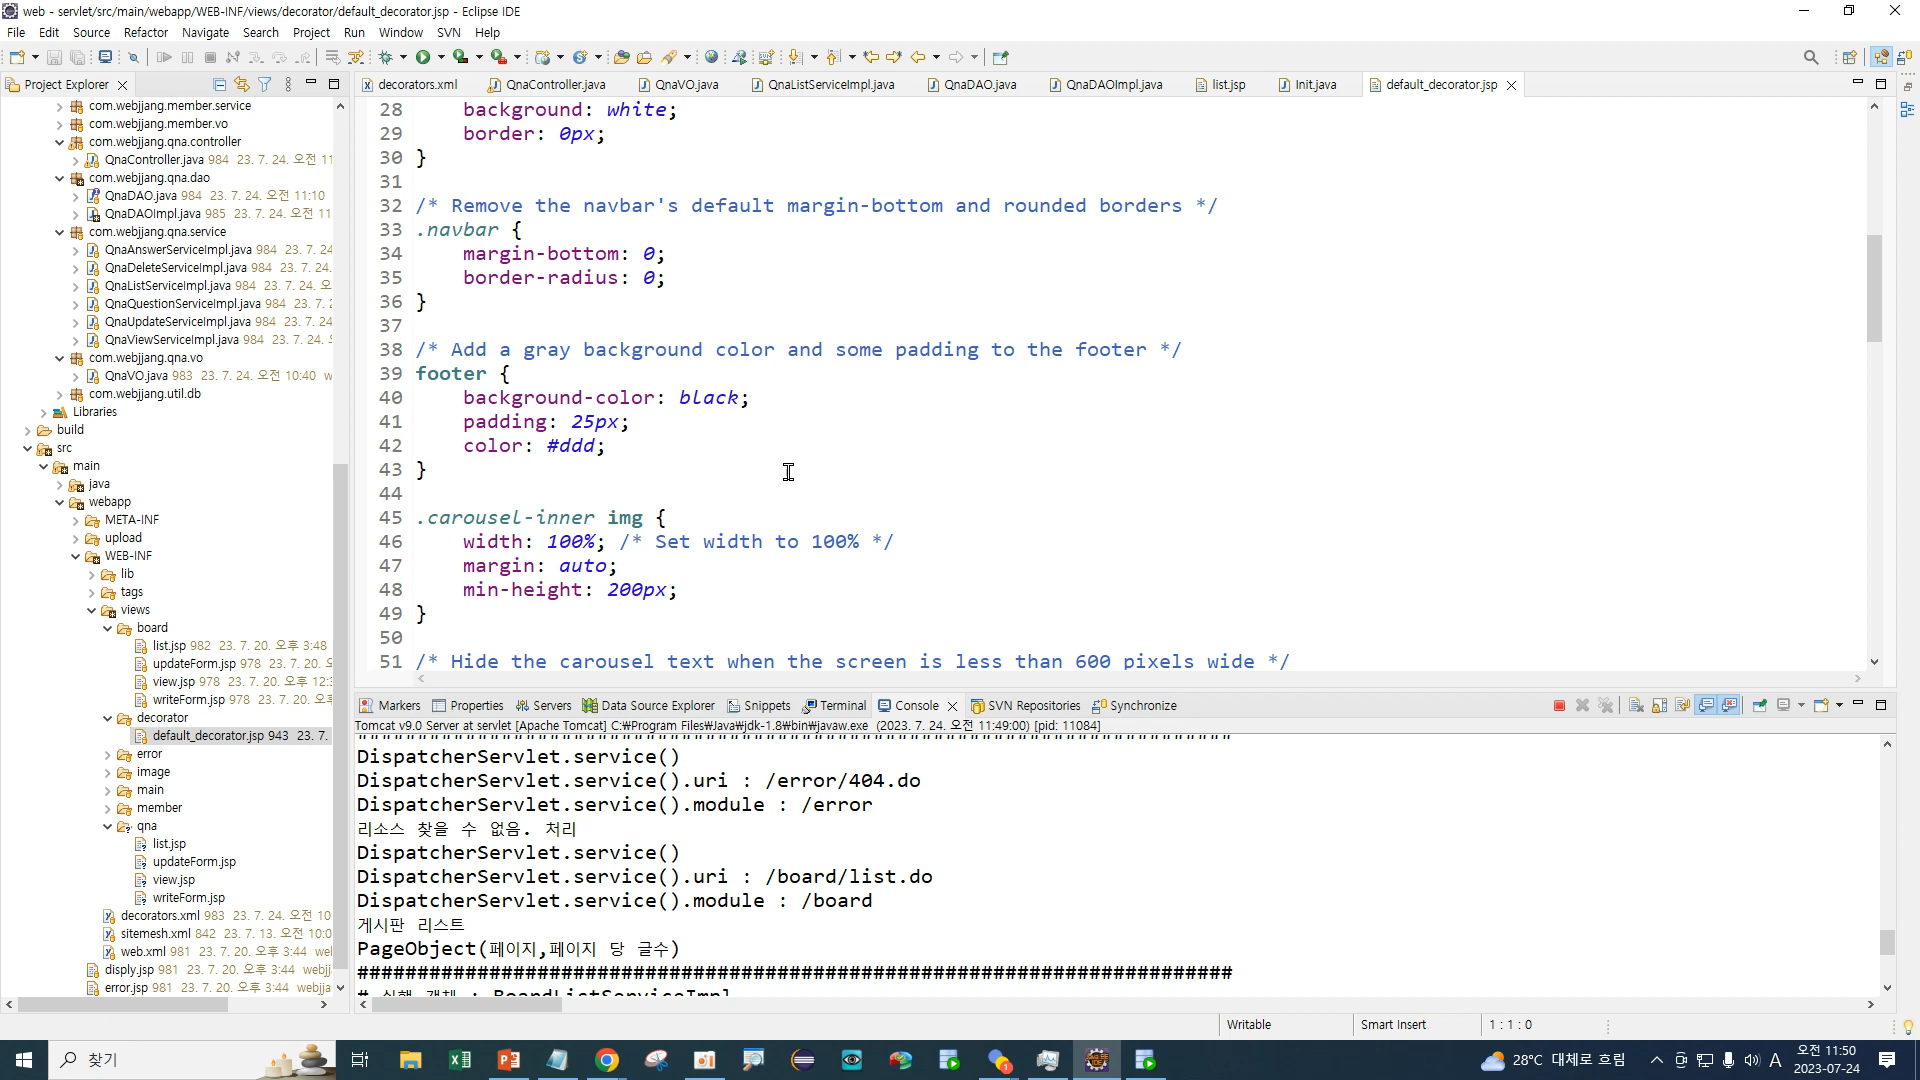 web - servlet/src/main/webapp/WEB-INF/views/decorator/default_decorator.jsp - Eclipse IDE
File Edit Source Refactor Navigate Search Project Run Window SVN Help
Project Explorer
com.webjjang.member.service
com.webjjang.member.vo
com.webjjang.qna.controller
QnaController.java 984 23. 7. 24. 오전 11
com.webjjang.qna.dao
QnaDAO.java 984 23. 7. 24. 오전 11:10
QnaDAOImpl.java 985 23. 7. 24. 오전 11
com.webjjang.qna.service
QnaAnswerServiceImpl.java 984 23. 7. 24
QnaDeleteServiceImpl.java 984 23. 7. 24.
QnaListServiceImpl.java 984 23. 7. 24. 오
QnaQuestionServiceImpl.java 984 23. 7. 2
QnaUpdateServiceImpl.java 984 23. 7. 24
QnaViewServiceImpl.java 984 23. 7. 24.
com.webjjang.qna.vo
QnaVO.java 983 23. 7. 24. 오전 10:40 w
com.webjjang.util.db
Libraries
build
src
main
java
webapp
META-INF
upload
WEB-INF
lib
tags
views
board
list.jsp 982 23. 7. 20. 오후 3:48
updateForm.jsp 978 23. 7. 20. 오
view.jsp 978 23. 7. 20. 오후 12:3
writeForm.jsp 978 23. 7. 20. 오후
decorator
default_decorator.jsp 943 23. 7.
error
image
main
member
qna
list.jsp
updateForm.jsp
view.jsp
writeForm.jsp
decorators.xml 983 23. 7. 24. 오전 10
sitemesh.xml 842 23. 7. 13. 오전 10:0
web.xml 981 23. 7. 20. 오후 3:44 we
disply.jsp 981 23. 7. 20. 오후 3:44 webjj
error.jsp 981 23. 7. 20. 오후 3:44 webjja
decorators.xml QnaController.java QnaVO.java QnaListServiceImpl.java QnaDAO.java QnaDAOImpl.java list.jsp Init.java default_decorator.jsp
28 background: white;
29 border: 0px;
30 }
31
32 /* Remove the navbar's default margin-bottom and rounded borders */
33 .navbar {
34 margin-bottom: 0;
35 border-radius: 0;
36 }
37
38 /* Add a gray background color and some padding to the footer */
39 footer {
40 background-color: black;
41 padding: 25px;
42 color: #ddd;
43 }
44
45 .carousel-inner img {
46 width: 100%; /* Set width to 100% */
47 margin: auto;
48 min-height: 200px;
49 }
50
51 /* Hide the carousel text when the screen is less than 600 pixels wide */
Markers Properties Servers Data Source Explorer Snippets Terminal Console SVN Repositories Synchronize
Tomcat v9.0 Server at servlet [Apache Tomcat] C:₩Program Files₩Java₩jdk-1.8₩bin₩javaw.exe (2023. 7. 24. 오전 11:49:00) [pid: 11084]
DispatcherServlet.service()
DispatcherServlet.service().uri : /error/404.do
DispatcherServlet.service().module : /error
리소스 찾을 수 없음. 처리
DispatcherServlet.service()
DispatcherServlet.service().uri : /board/list.do
DispatcherServlet.service().module : /board
게시판 리스트
PageObject(페이지,페이지 당 글수)
#########################################################################
# 실행 객체 : BoardListServiceImpl
Writable Smart Insert 1 : 1 : 0
찾기
28°C 대체로 흐림
A
오전 11:50
2023-07-24